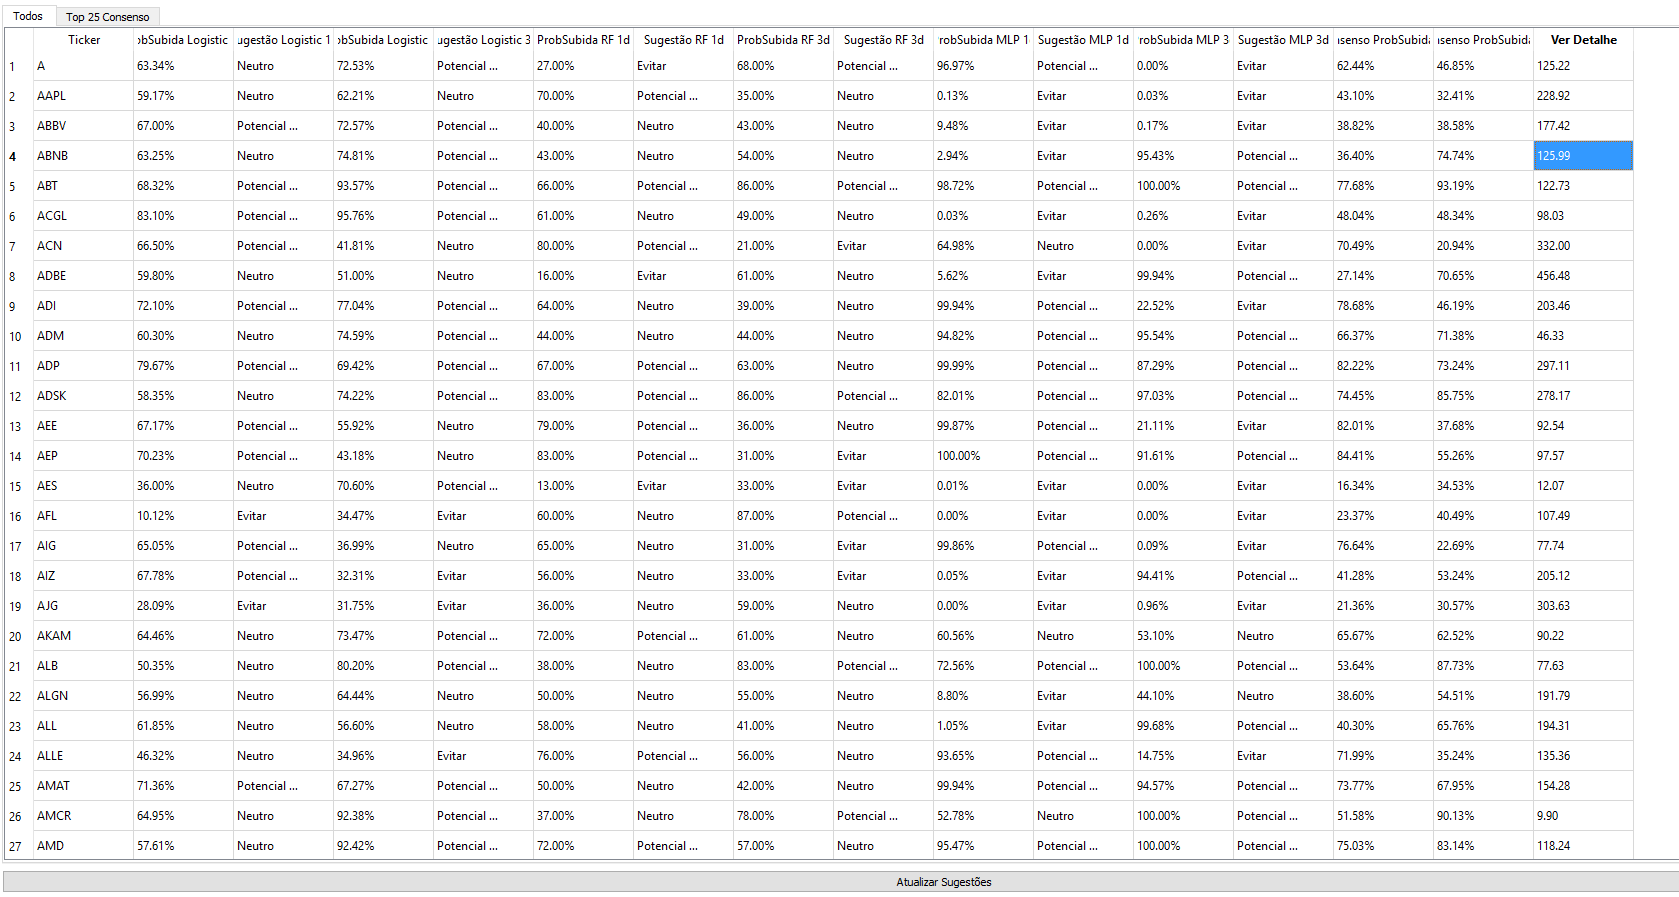 Todos Top 25 Consenso
Ticker obSubida Logistic ugestão Logistic 1 obSubida Logistic ugestão Logistic 3 ProbSubida RF 1d Sugestão RF 1d ProbSubida RF 3d Sugestão RF 3d robSubida MLP 1 Sugestão MLP 1d robSubida MLP 3 Sugestão MLP 3d nsenso ProbSubida nsenso ProbSubida Ver Detalhe
1 A 63.34% Neutro 72.53% Potencial ... 27.00% Evitar 68.00% Potencial ... 96.97% Potencial ... 0.00% Evitar 62.44% 46.85% 125.22
2 AAPL 59.17% Neutro 62.21% Neutro 70.00% Potencial ... 35.00% Neutro 0.13% Evitar 0.03% Evitar 43.10% 32.41% 228.92
3 ABBV 67.00% Potencial ... 72.57% Potencial ... 40.00% Neutro 43.00% Neutro 9.48% Evitar 0.17% Evitar 38.82% 38.58% 177.42
4 ABNB 63.25% Neutro 74.81% Potencial ... 43.00% Neutro 54.00% Neutro 2.94% Evitar 95.43% Potencial ... 36.40% 74.74% 125.99
5 ABT 68.32% Potencial ... 93.57% Potencial ... 66.00% Potencial ... 86.00% Potencial ... 98.72% Potencial ... 100.00% Potencial ... 77.68% 93.19% 122.73
6 ACGL 83.10% Potencial ... 95.76% Potencial ... 61.00% Neutro 49.00% Neutro 0.03% Evitar 0.26% Evitar 48.04% 48.34% 98.03
7 ACN 66.50% Potencial ... 41.81% Neutro 80.00% Potencial ... 21.00% Evitar 64.98% Neutro 0.00% Evitar 70.49% 20.94% 332.00
8 ADBE 59.80% Neutro 51.00% Neutro 16.00% Evitar 61.00% Neutro 5.62% Evitar 99.94% Potencial ... 27.14% 70.65% 456.48
9 ADI 72.10% Potencial ... 77.04% Potencial ... 64.00% Neutro 39.00% Neutro 99.94% Potencial ... 22.52% Evitar 78.68% 46.19% 203.46
10 ADM 60.30% Neutro 74.59% Potencial ... 44.00% Neutro 44.00% Neutro 94.82% Potencial ... 95.54% Potencial ... 66.37% 71.38% 46.33
11 ADP 79.67% Potencial ... 69.42% Potencial ... 67.00% Potencial ... 63.00% Neutro 99.99% Potencial ... 87.29% Potencial ... 82.22% 73.24% 297.11
12 ADSK 58.35% Neutro 74.22% Potencial ... 83.00% Potencial ... 86.00% Potencial ... 82.01% Potencial ... 97.03% Potencial ... 74.45% 85.75% 278.17
13 AEE 67.17% Potencial ... 55.92% Neutro 79.00% Potencial ... 36.00% Neutro 99.87% Potencial ... 21.11% Evitar 82.01% 37.68% 92.54
14 AEP 70.23% Potencial ... 43.18% Neutro 83.00% Potencial ... 31.00% Evitar 100.00% Potencial ... 91.61% Potencial ... 84.41% 55.26% 97.57
15 AES 36.00% Neutro 70.60% Potencial ... 13.00% Evitar 33.00% Evitar 0.01% Evitar 0.00% Evitar 16.34% 34.53% 12.07
16 AFL 10.12% Evitar 34.47% Evitar 60.00% Neutro 87.00% Potencial ... 0.00% Evitar 0.00% Evitar 23.37% 40.49% 107.49
17 AIG 65.05% Potencial ... 36.99% Neutro 65.00% Neutro 31.00% Evitar 99.86% Potencial ... 0.09% Evitar 76.64% 22.69% 77.74
18 AIZ 67.78% Potencial ... 32.31% Evitar 56.00% Neutro 33.00% Evitar 0.05% Evitar 94.41% Potencial ... 41.28% 53.24% 205.12
19 AJG 28.09% Evitar 31.75% Evitar 36.00% Neutro 59.00% Neutro 0.00% Evitar 0.96% Evitar 21.36% 30.57% 303.63
20 AKAM 64.46% Neutro 73.47% Potencial ... 72.00% Potencial ... 61.00% Neutro 60.56% Neutro 53.10% Neutro 65.67% 62.52% 90.22
21 ALB 50.35% Neutro 80.20% Potencial ... 38.00% Neutro 83.00% Potencial ... 72.56% Potencial ... 100.00% Potencial ... 53.64% 87.73% 77.63
22 ALGN 56.99% Neutro 64.44% Neutro 50.00% Neutro 55.00% Neutro 8.80% Evitar 44.10% Neutro 38.60% 54.51% 191.79
23 ALL 61.85% Neutro 56.60% Neutro 58.00% Neutro 41.00% Neutro 1.05% Evitar 99.68% Potencial ... 40.30% 65.76% 194.31
24 ALLE 46.32% Neutro 34.96% Evitar 76.00% Potencial ... 56.00% Neutro 93.65% Potencial ... 14.75% Evitar 71.99% 35.24% 135.36
25 AMAT 71.36% Potencial ... 67.27% Potencial ... 50.00% Neutro 42.00% Neutro 99.94% Potencial ... 94.57% Potencial ... 73.77% 67.95% 154.28
26 AMCR 64.95% Neutro 92.38% Potencial ... 37.00% Neutro 78.00% Potencial ... 52.78% Neutro 100.00% Potencial ... 51.58% 90.13% 9.90
27 AMD 57.61% Neutro 92.42% Potencial ... 72.00% Potencial ... 57.00% Neutro 95.47% Potencial ... 100.00% Potencial ... 75.03% 83.14% 118.24
Atualizar Sugestões